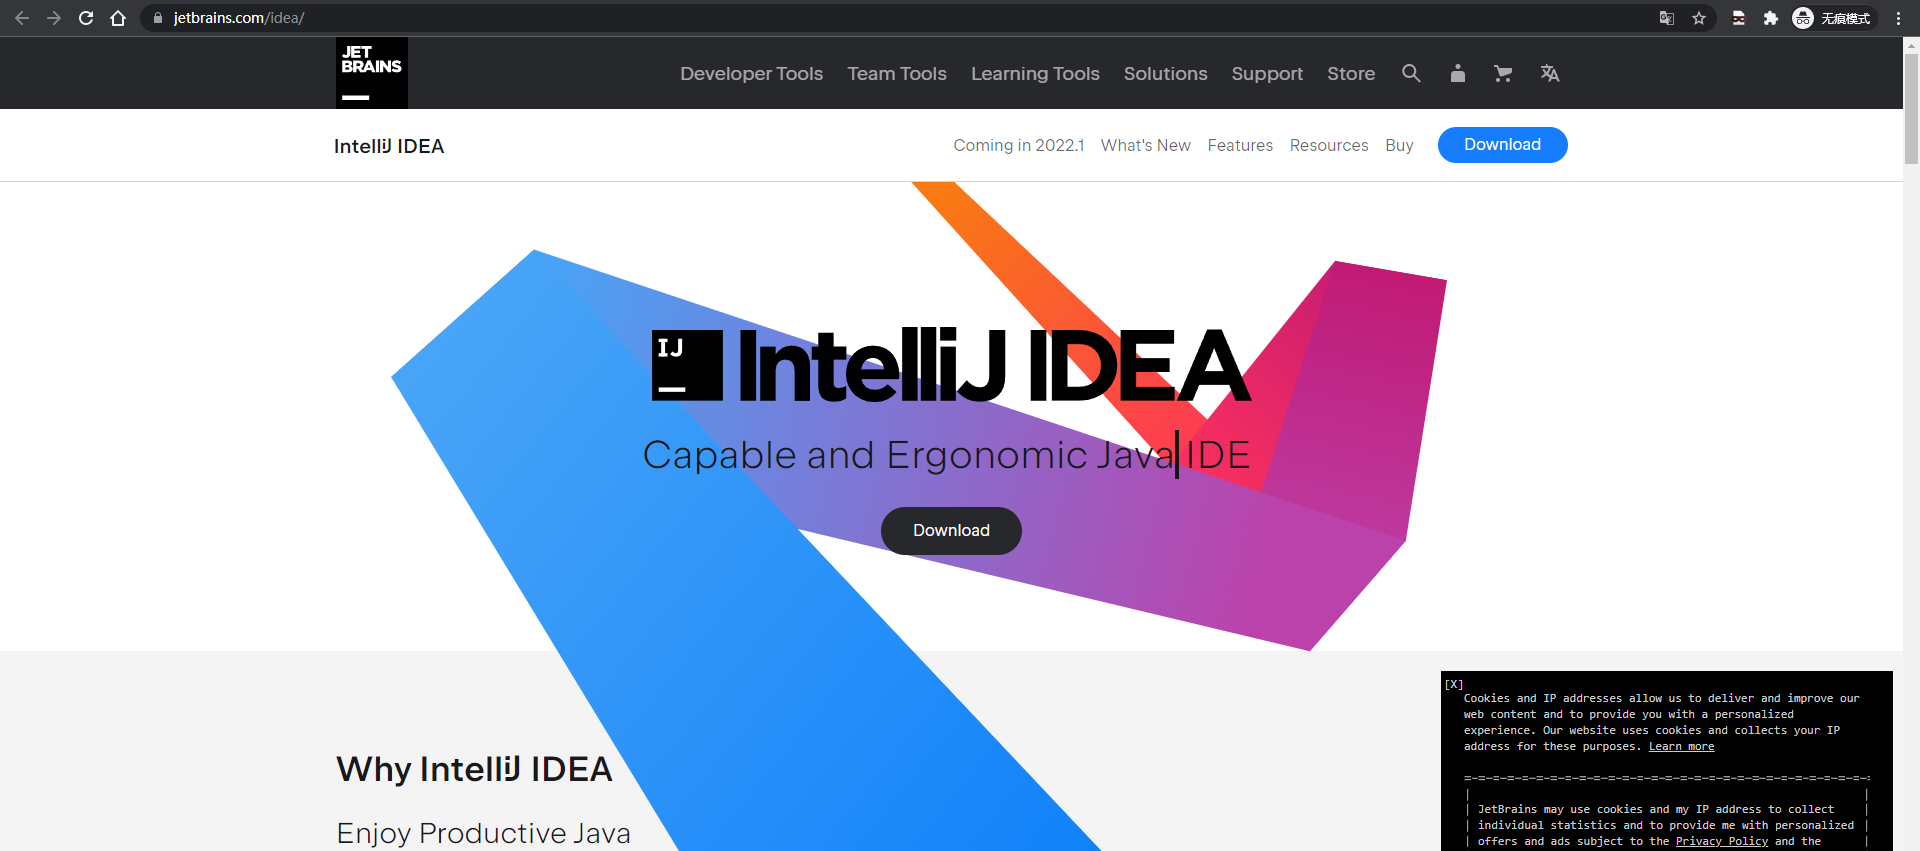 jetbrains.com/idea/
无痕模式
JET
BRAINS
Developer Tools Team Tools Learning Tools Solutions Support Store
IntelliJ IDEA
Coming in 2022.1 What's New Features Resources Buy Download
IJ
IntelliJ IDEA
Capable and Ergonomic Java IDE
Download
Why IntelliJ IDEA
Enjoy Productive Java
[X]
Cookies and IP addresses allow us to deliver and improve our
web content and to provide you with a personalized
experience. Our website uses cookies and collects your IP
address for these purposes. Learn more
JetBrains may use cookies and my IP address to collect
individual statistics and to provide me with personalized
offers and ads subject to the Privacy Policy and the